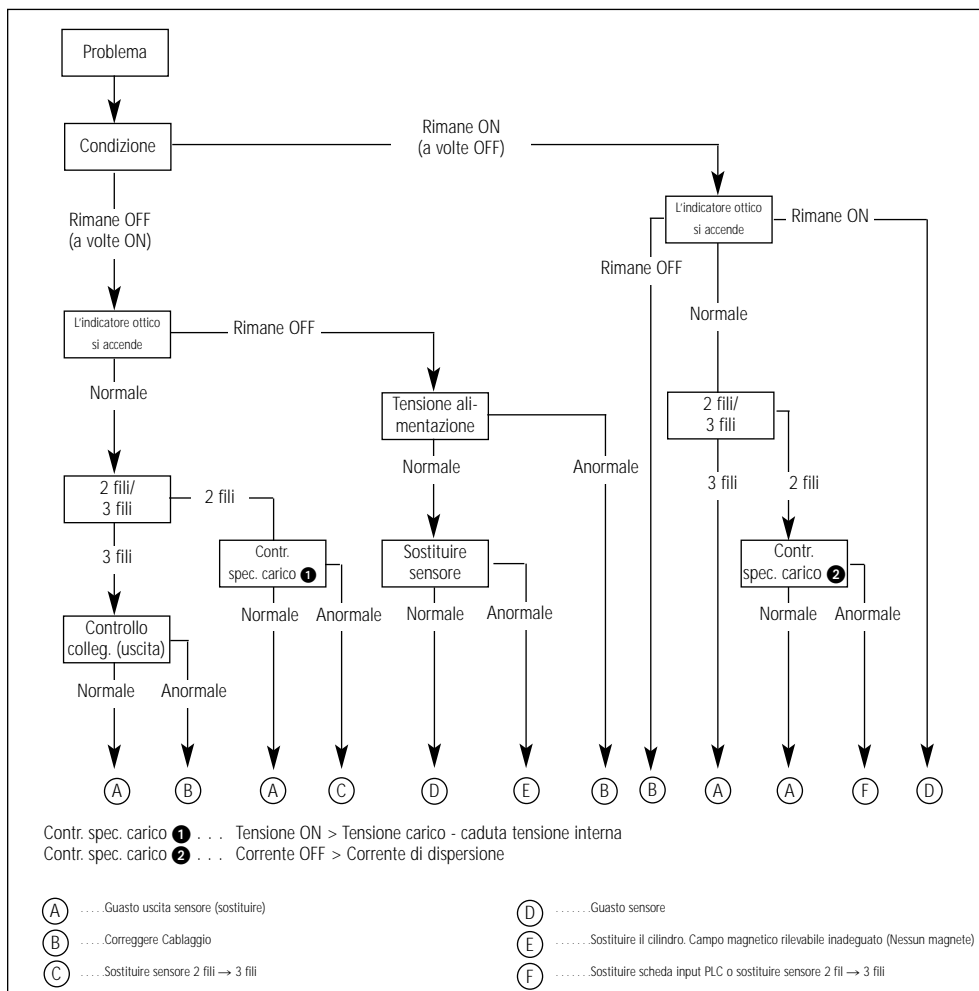 Problema
Condizione
Rimane ON
(a volte OFF)
Rimane OFF
(a volte ON)
L'indicatore ottico
si accende
Rimane ON
Rimane OFF
Normale
L'indicatore ottico
si accende
Rimane OFF
Normale
Tensione ali-
mentazione
2 fili/
3 fili
Normale
Anormale
3 fili
2 fili
2 fili/
3 fili
2 fili
3 fili
Contr.
spec. carico ❶
Sostituire
sensore
Contr.
spec. carico ❷
Normale
Anormale
Normale
Anormale
Normale
Anormale
Controllo
colleg. (uscita)
Normale
Anormale
A B A C D E B B A A F D
Contr. spec. carico ❶ . . . Tensione ON > Tensione carico - caduta tensione interna
Contr. spec. carico ❷ . . . Corrente OFF > Corrente di dispersione
A .....Guasto uscita sensore (sostituire)
B .....Correggere Cablaggio
C .....Sostituire sensore 2 fili → 3 fili
D .......Guasto sensore
E .......Sostituire il cilindro. Campo magnetico rilevabile inadeguato (Nessun magnete)
F .......Sostituire scheda input PLC o sostituire sensore 2 fil → 3 fili